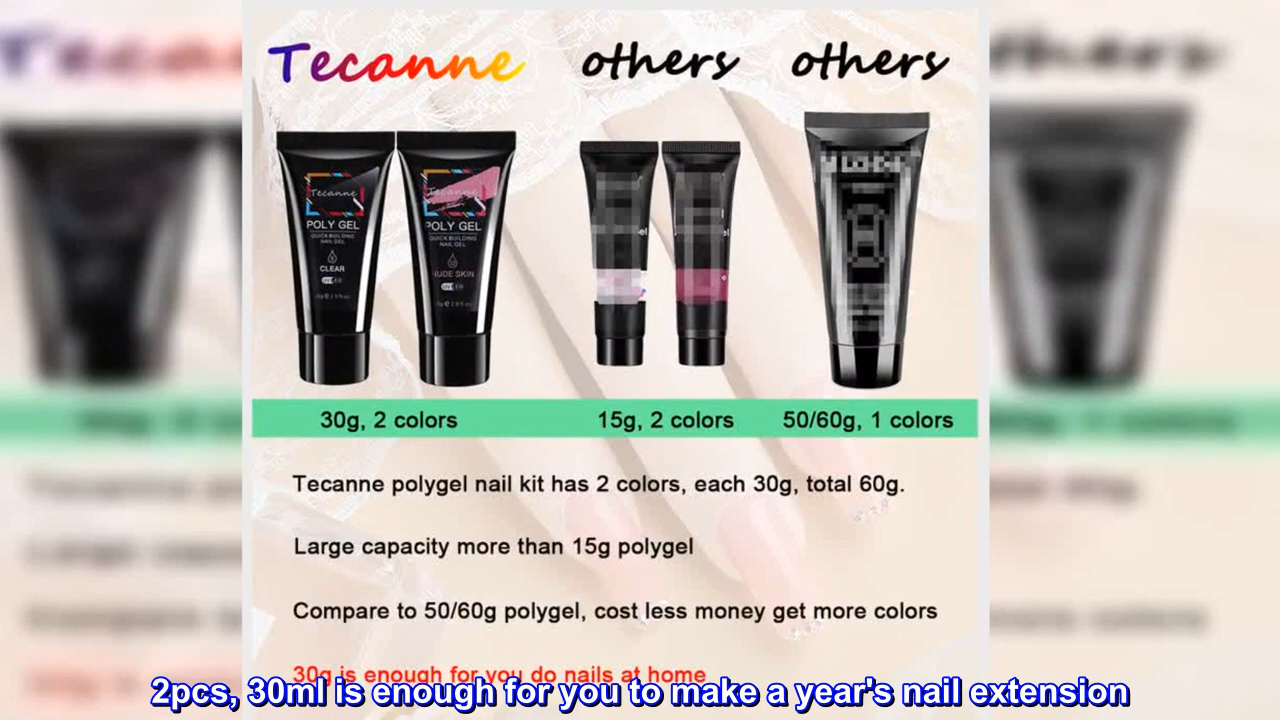 Tecanne others others
Tecanne Tecanne
POLY GEL POLY GEL
QUICK BUILDING QUICK BUILDING
NAIL GEL NAIL GEL
CLEAR NUDE SKIN
30g, 2 colors 15g, 2 colors 50/60g, 1 colors
Tecanne polygel nail kit has 2 colors, each 30g, total 60g.
Large capacity more than 15g polygel
Compare to 50/60g polygel, cost less money get more colors
30g is enough for you do nails at home
2pcs, 30ml is enough for you to make a year's nail extension